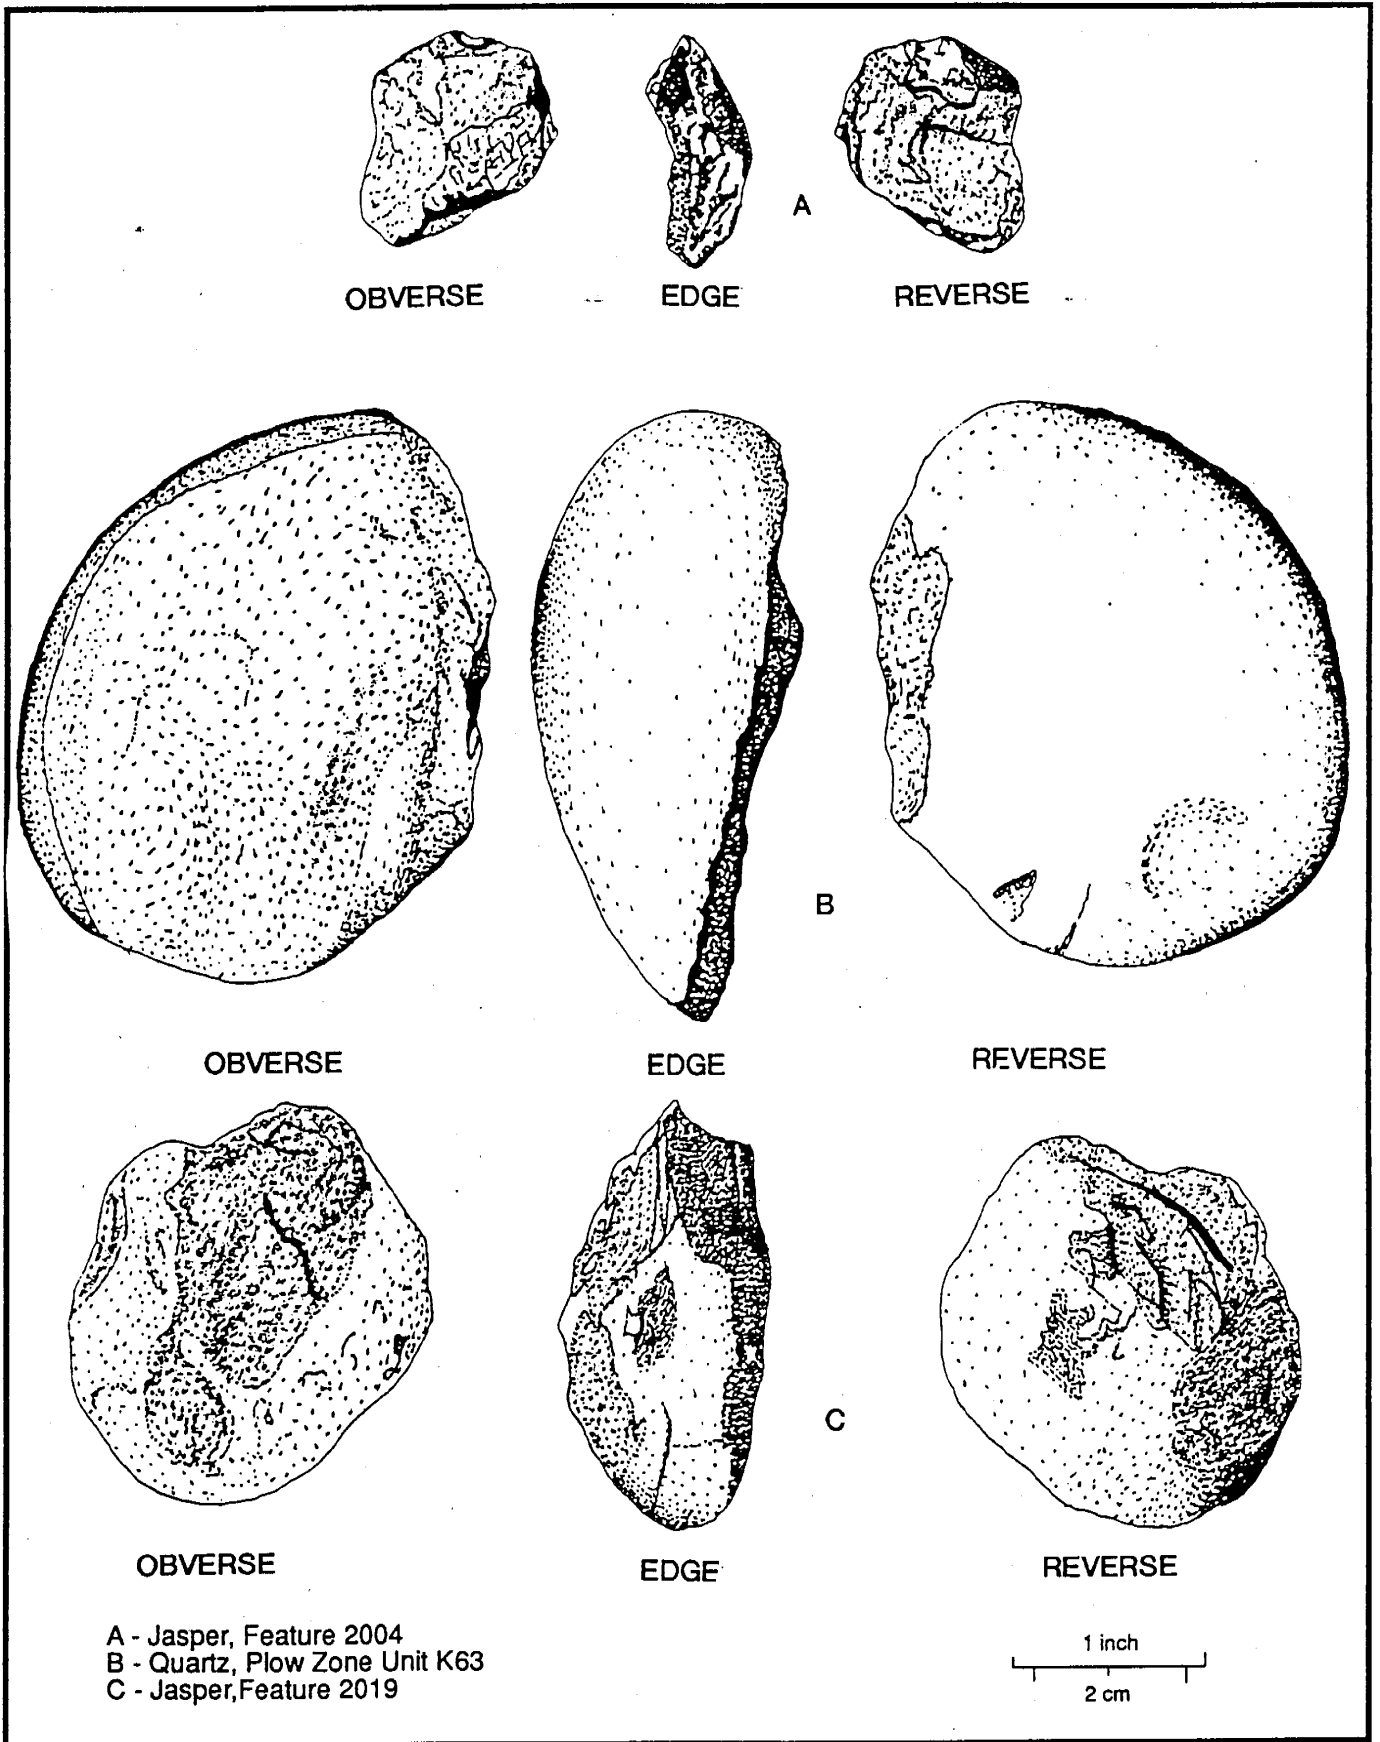 A
OBVERSE EDGE REVERSE
B
OBVERSE EDGE REVERSE
C
OBVERSE EDGE REVERSE
A - Jasper, Feature 2004
B - Quartz, Plow Zone Unit K63
C - Jasper,Feature 2019
1 inch
2 cm